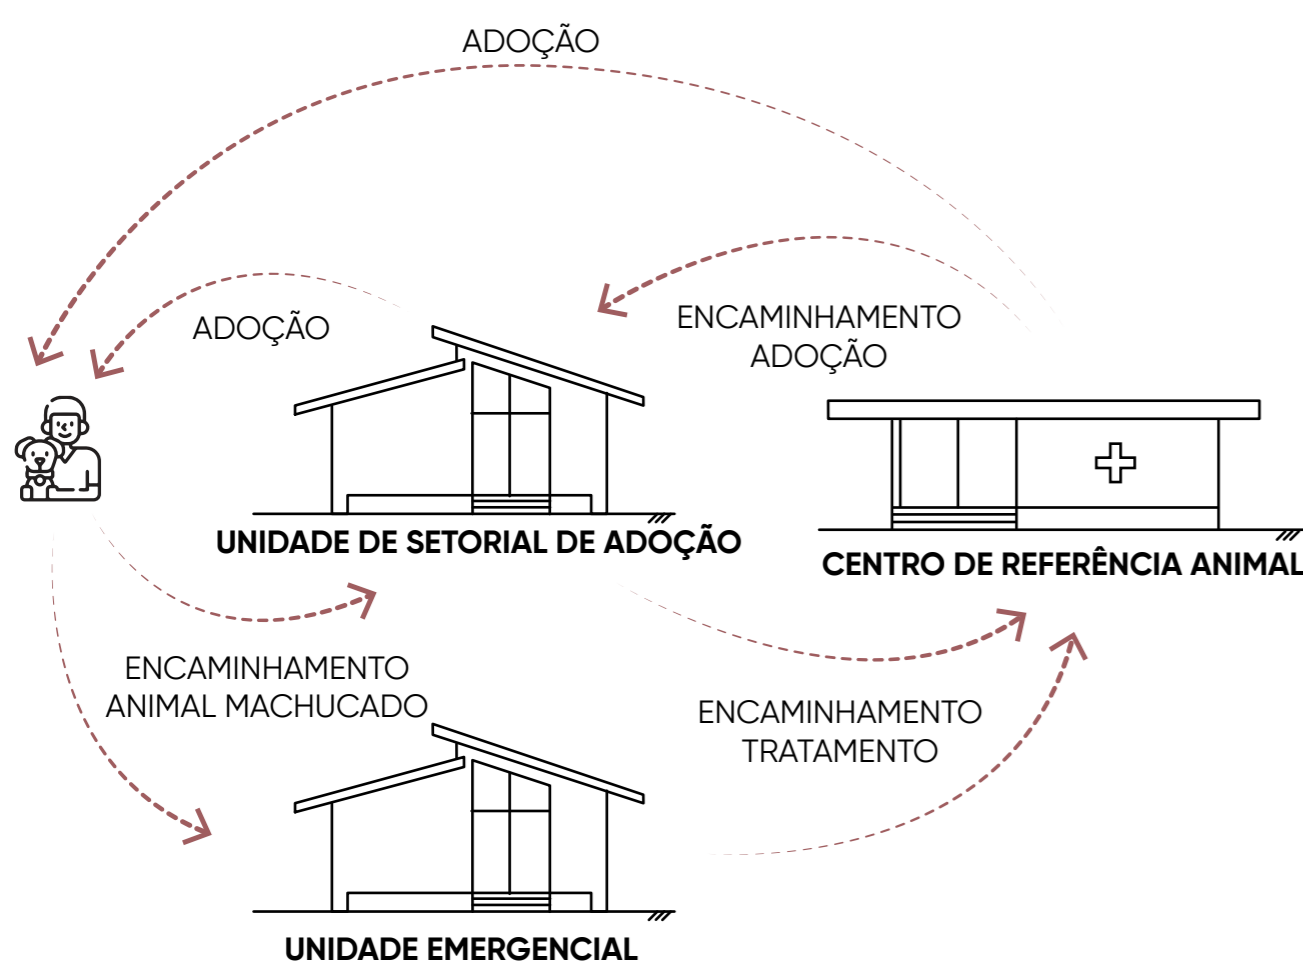 ADOÇÃO
ADOÇÃO
ENCAMINHAMENTO
ADOÇÃO
UNIDADE DE SETORIAL DE ADOÇÃO
CENTRO DE REFERÊNCIA ANIMAL
ENCAMINHAMENTO
ANIMAL MACHUCADO
ENCAMINHAMENTO
TRATAMENTO
UNIDADE EMERGENCIAL